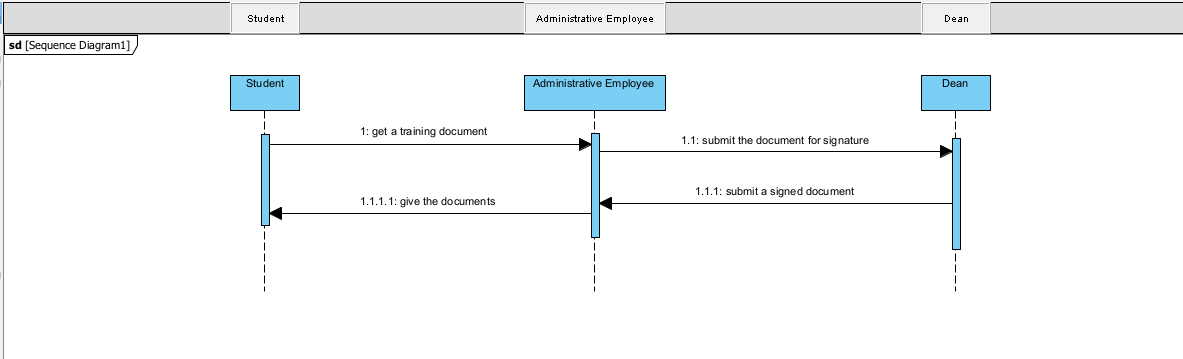 Student
Administrative Employee
Dean
sd [Sequence Diagram1]
Student
Administrative Employee
Dean
1: get a training document
1.1: submit the document for signature
1.1.1: submit a signed document
1.1.1.1: give the documents